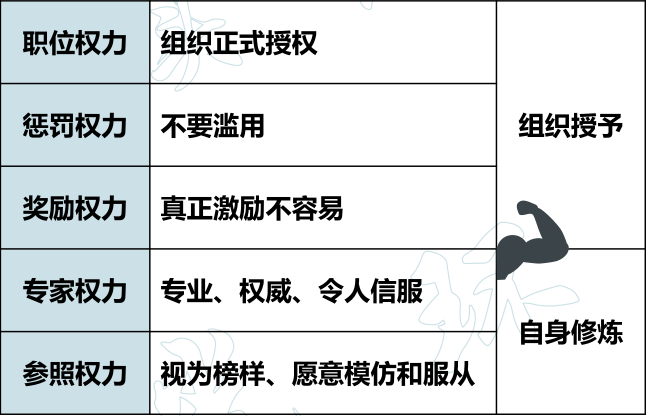 职位权力 组织正式授权
惩罚权力 不要滥用
组织授予
奖励权力 真正激励不容易
专家权力 专业、权威、令人信服
自身修炼
参照权力 视为榜样、愿意模仿和服从